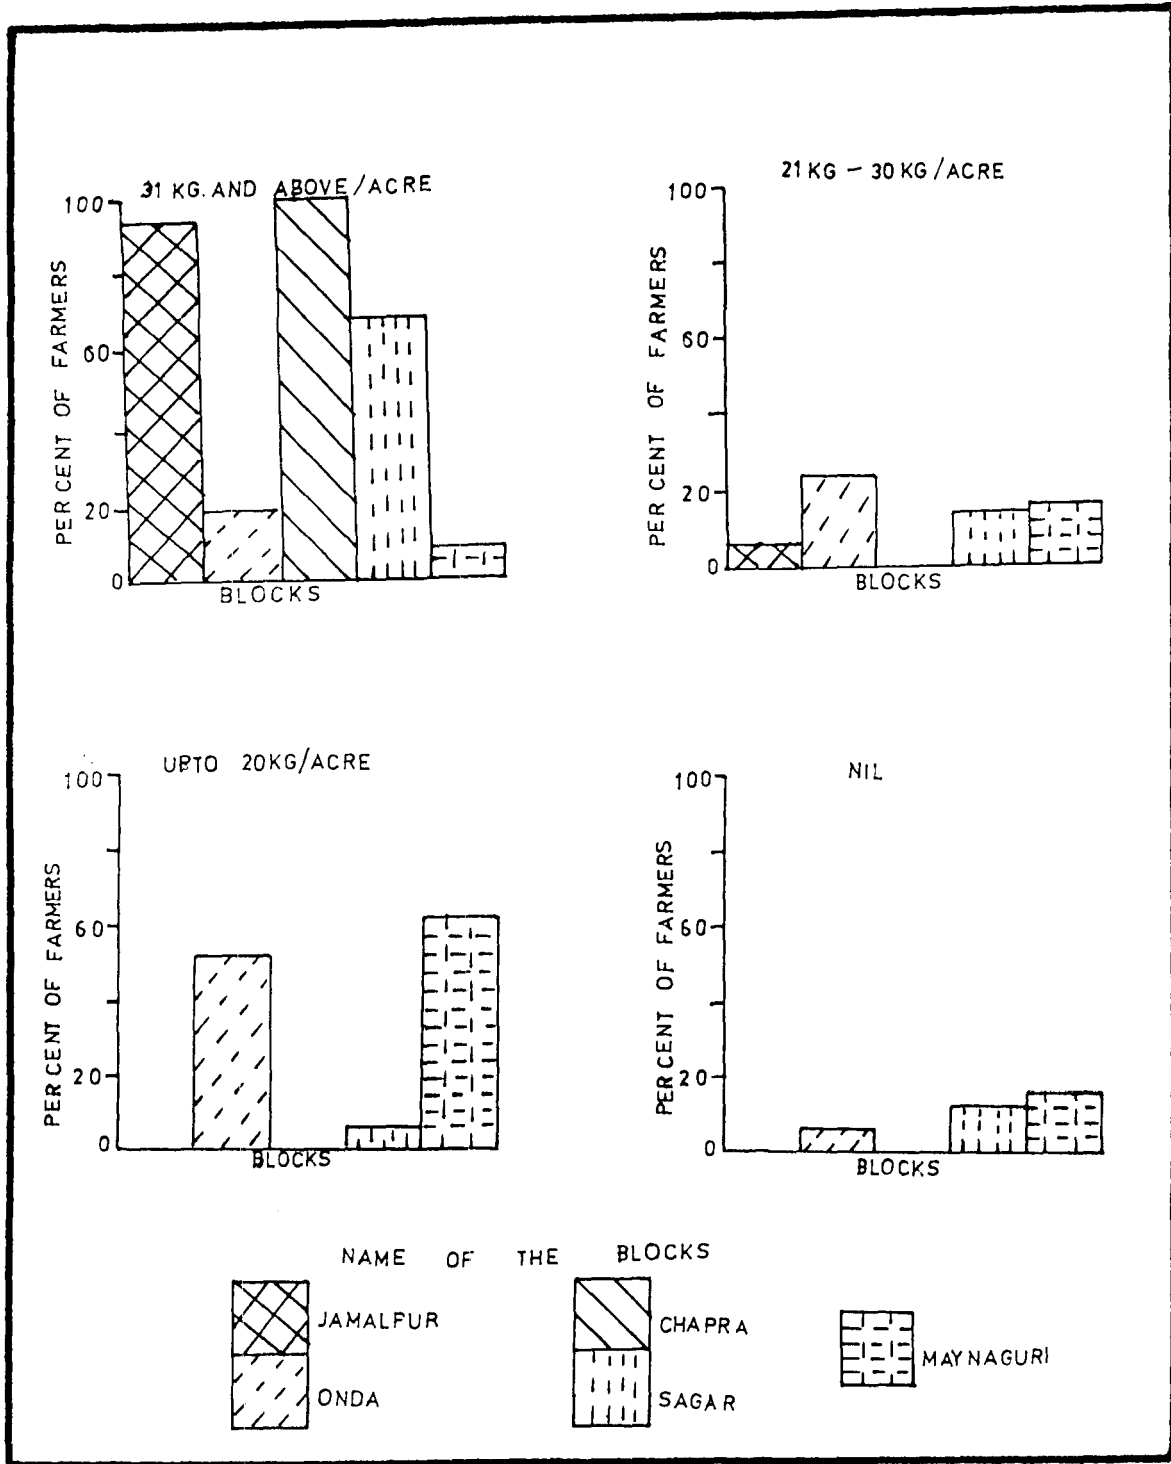 31 KG. AND ABOVE/ACRE
100
60
20
0
PER CENT OF FARMERS
BLOCKS
21 KG - 30 KG/ACRE
100
60
20
0
PER CENT OF FARMERS
BLOCKS
UPTO 20KG/ACRE
100
60
20
0
PER CENT OF FARMERS
BLOCKS
NIL
100
60
20
0
PER CENT OF FARMERS
BLOCKS
NAME OF THE BLOCKS
JAMALPUR
ONDA
CHAPRA
SAGAR
MAYNAGURI